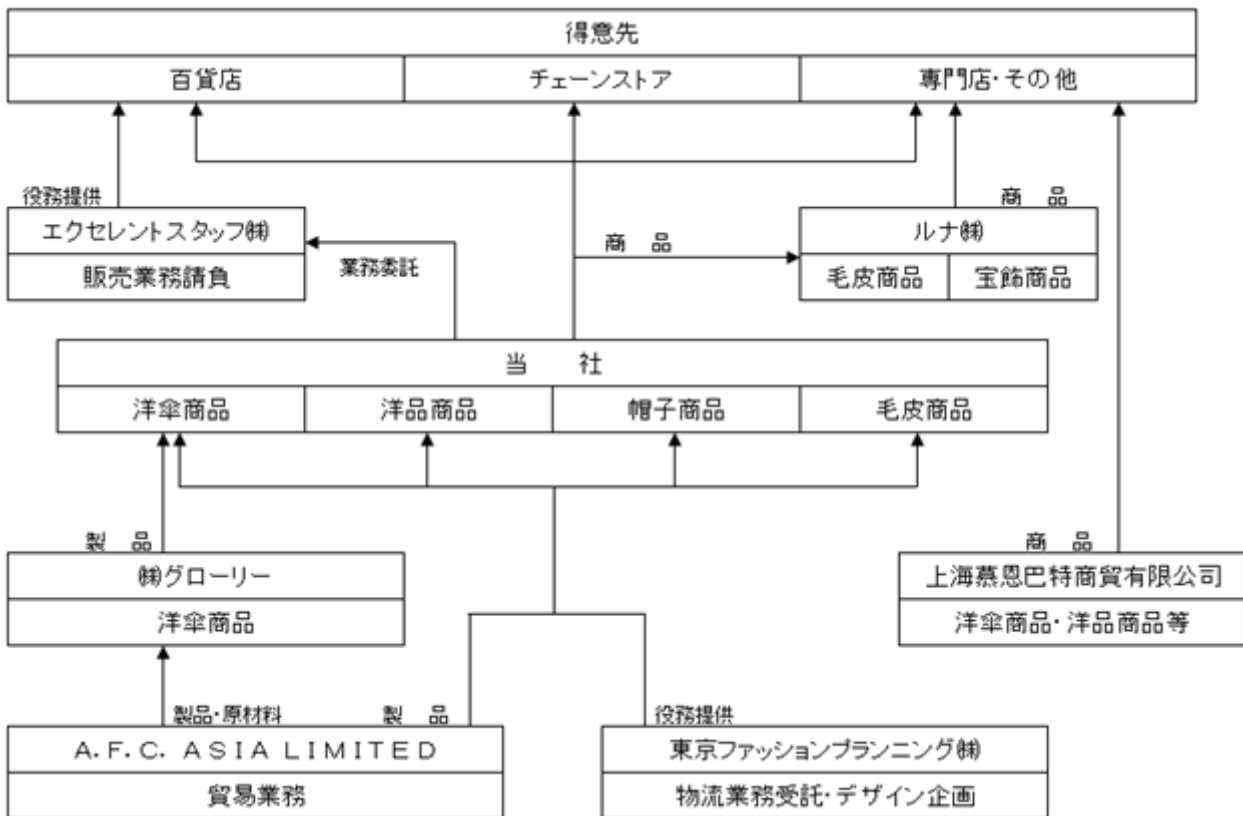 得意先
百貨店 チェーンストア 専門店・その他
役務提供 商 品
エクセレントスタッフ㈱ 商 品 ルナ㈱
業務委託
販売業務請負 毛皮商品 宝飾商品
当 社
洋傘商品 洋品商品 帽子商品 毛皮商品
製 品 商 品
㈱グローリー 上海慕恩巴特商貿有限公司
洋傘商品 洋傘商品・洋品商品等
製品・原材料 製 品 役務提供
A.F.C. ASIA LIMITED 東京ファッションプランニング㈱
貿易業務 物流業務受託・デザイン企画